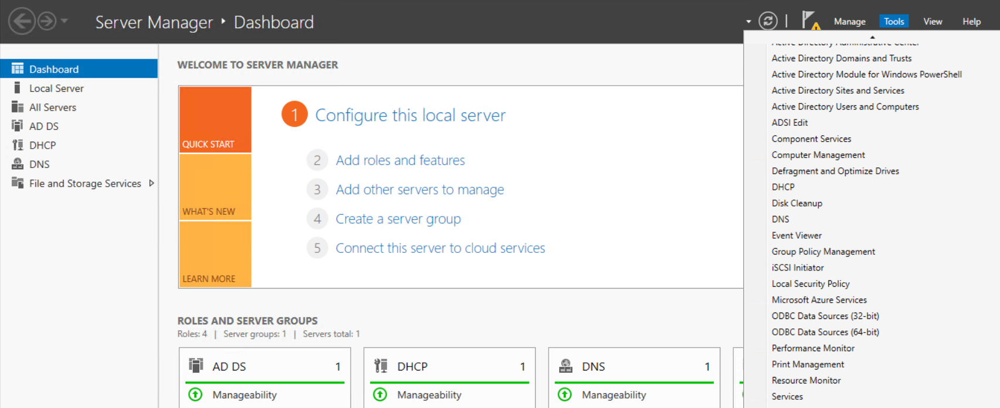 Server Manager ‣ Dashboard
Manage Tools View Help
Dashboard
Local Server
All Servers
AD DS
DHCP
DNS
File and Storage Services
WELCOME TO SERVER MANAGER
QUICK START
WHAT'S NEW
LEARN MORE
1 Configure this local server
2 Add roles and features
3 Add other servers to manage
4 Create a server group
5 Connect this server to cloud services
ROLES AND SERVER GROUPS
Roles: 4 | Server groups: 1 | Servers total: 1
AD DS 1
Manageability
DHCP 1
Manageability
DNS 1
Manageability
Active Directory Administrative Center
Active Directory Domains and Trusts
Active Directory Module for Windows PowerShell
Active Directory Sites and Services
Active Directory Users and Computers
ADSI Edit
Component Services
Computer Management
Defragment and Optimize Drives
DHCP
Disk Cleanup
DNS
Event Viewer
Group Policy Management
iSCSI Initiator
Local Security Policy
Microsoft Azure Services
ODBC Data Sources (32-bit)
ODBC Data Sources (64-bit)
Performance Monitor
Print Management
Resource Monitor
Services